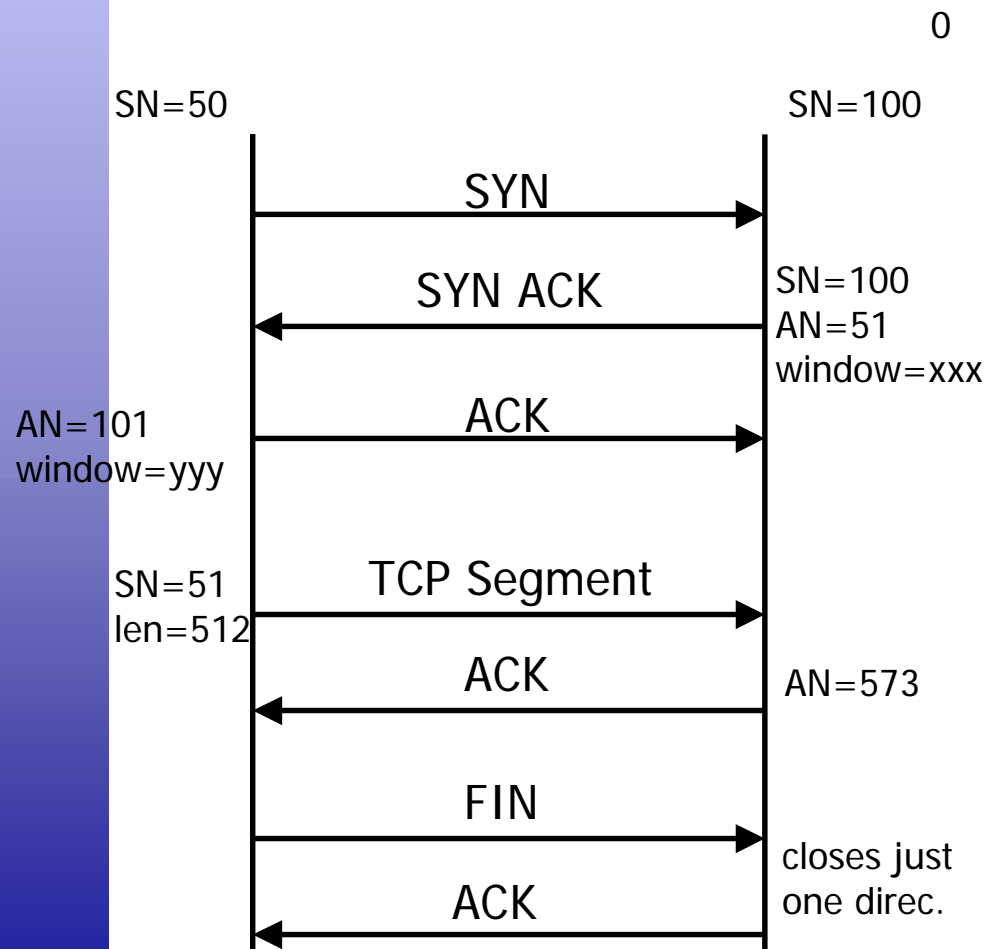 0
SN=50
SN=100
SYN
SYN ACK
SN=100
AN=51
window=xxx
ACK
AN=101
window=yyy
TCP Segment
SN=51
len=512
ACK
AN=573
FIN
closes just
one direc.
ACK